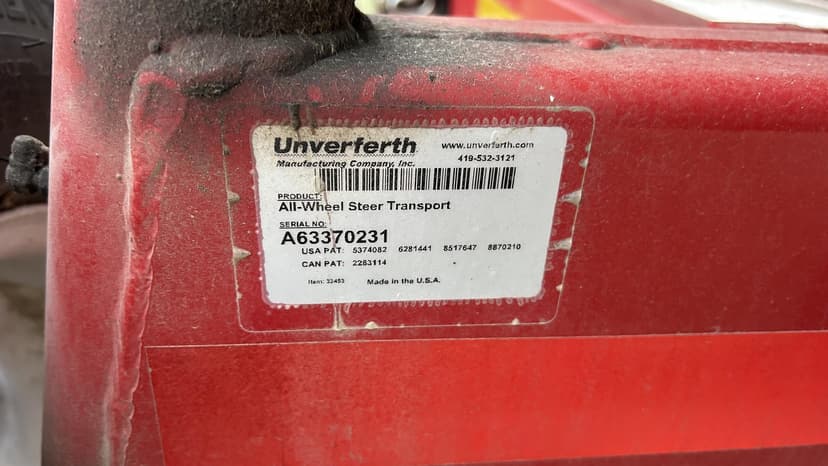 Unverferth
www.unverferth.com
Manufacturing Company, Inc.
419-532-3121
PRODUCT:
All-Wheel Steer Transport
SERIAL NO:
A63370231
USA PAT: 5374082 6281441 8517647 8870210
CAN PAT: 2283114
Item: 32453 Made in the U.S.A.